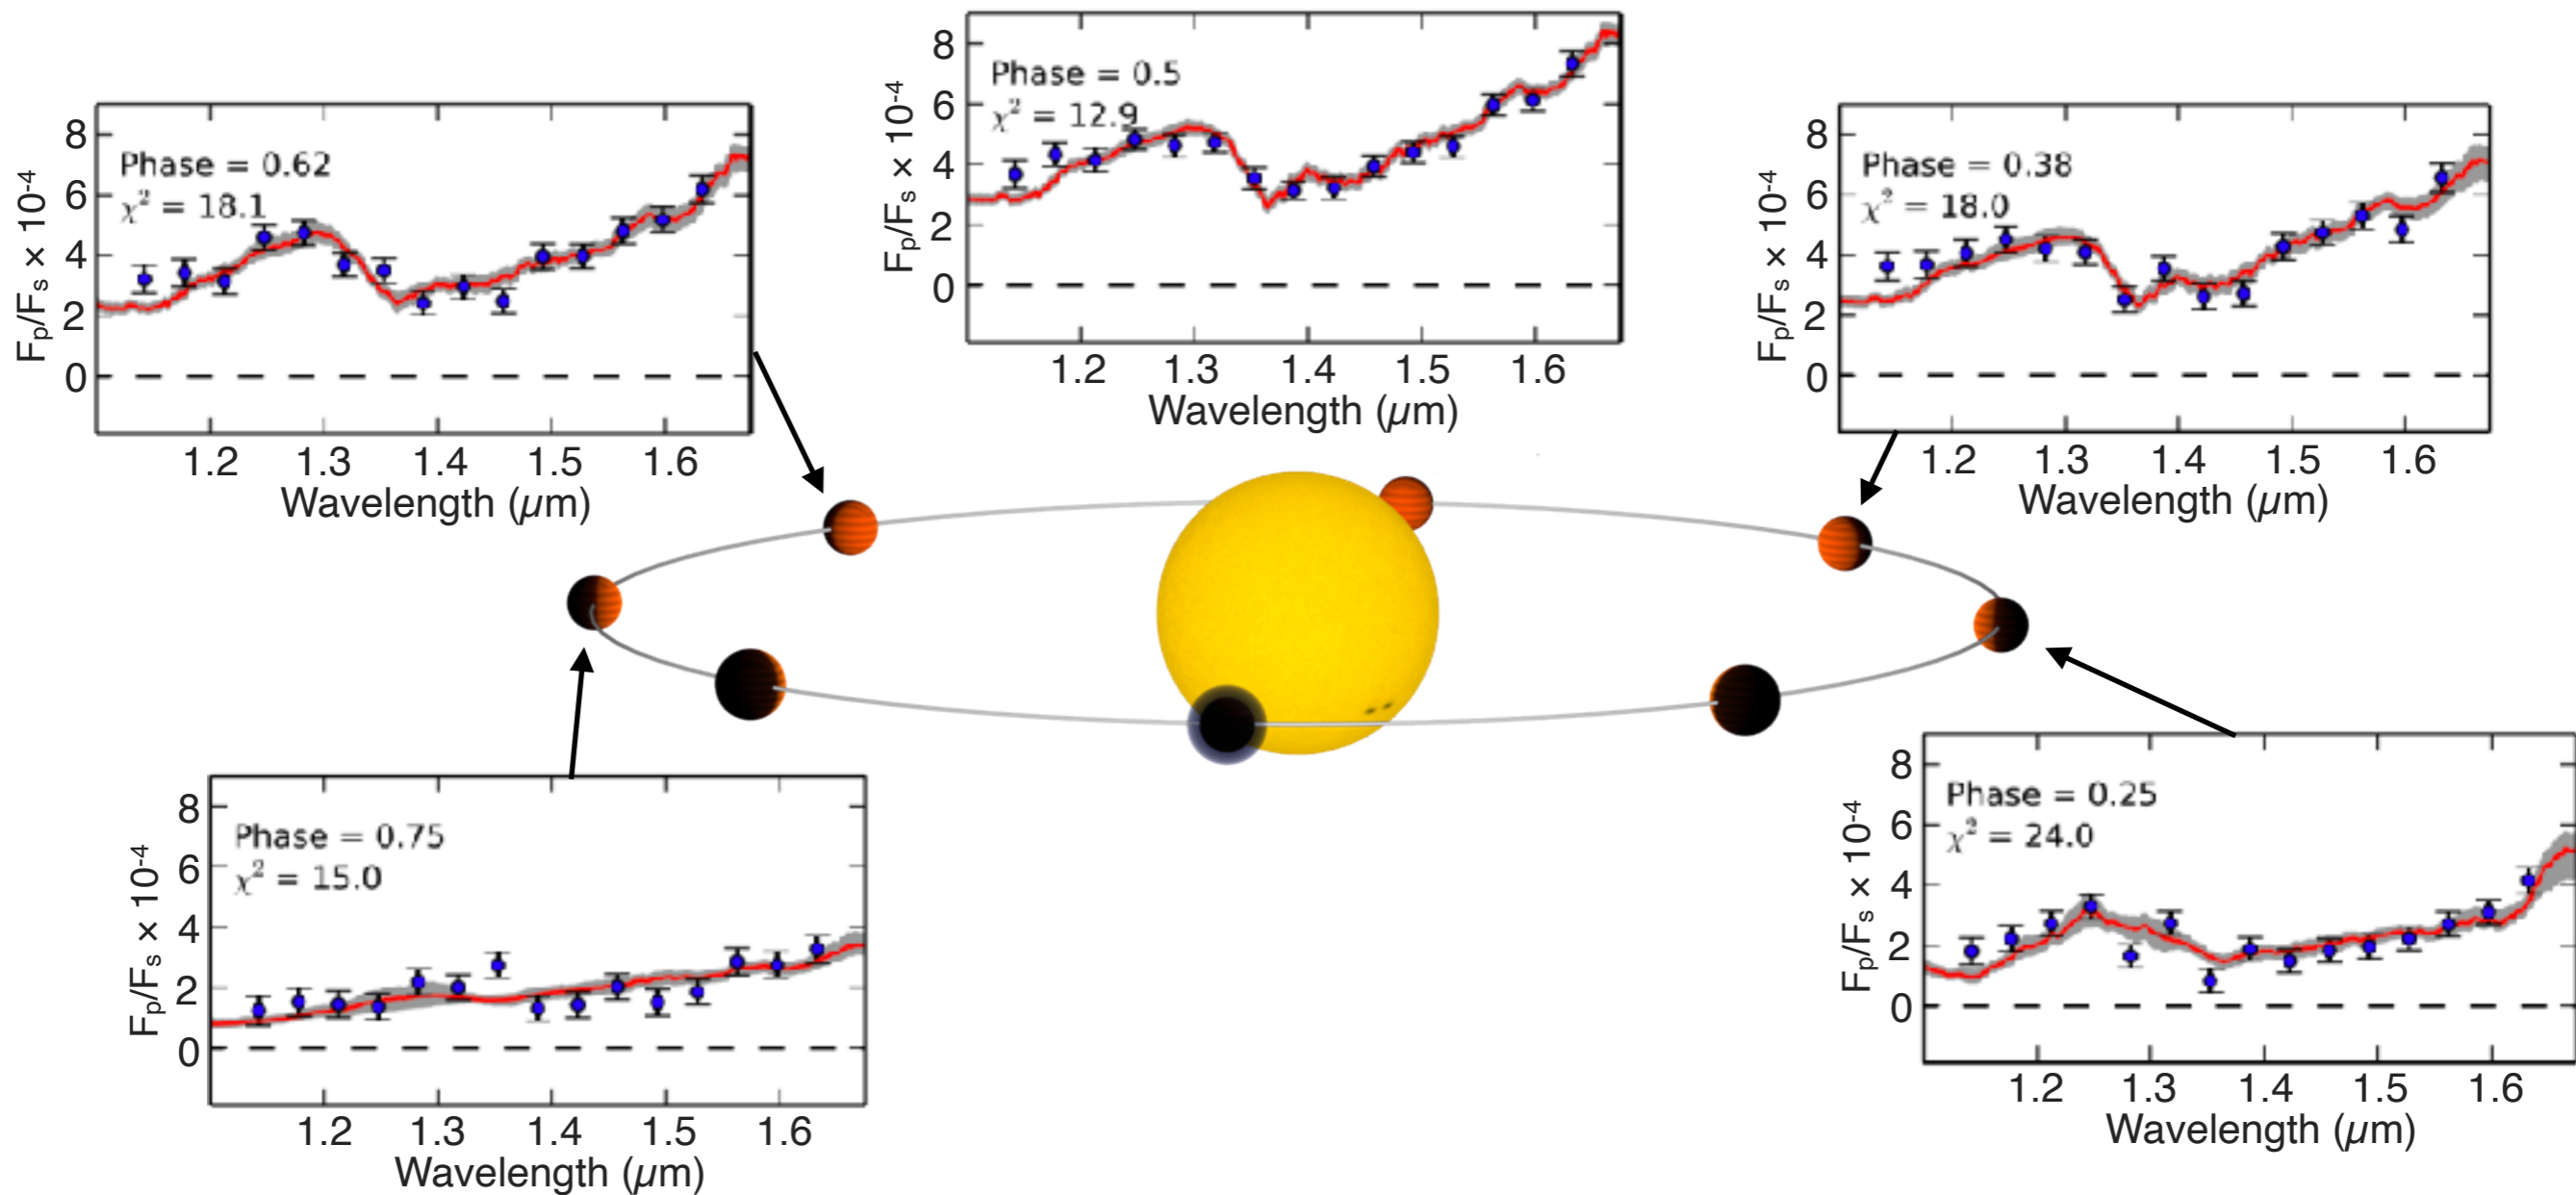 8
6
4
2
0
Phase = 0.62
χ² = 18.1
Fp/Fs × 10-4
1.2 1.3 1.4 1.5 1.6
Wavelength (µm)
8
6
4
2
0
Phase = 0.5
χ² = 12.9
Fp/Fs × 10-4
1.2 1.3 1.4 1.5 1.6
Wavelength (µm)
8
6
4
2
0
Phase = 0.38
χ² = 18.0
Fp/Fs × 10-4
1.2 1.3 1.4 1.5 1.6
Wavelength (µm)
8
6
4
2
0
Phase = 0.75
χ² = 15.0
Fp/Fs × 10-4
1.2 1.3 1.4 1.5 1.6
Wavelength (µm)
8
6
4
2
0
Phase = 0.25
χ² = 24.0
Fp/Fs × 10-4
1.2 1.3 1.4 1.5 1.6
Wavelength (µm)